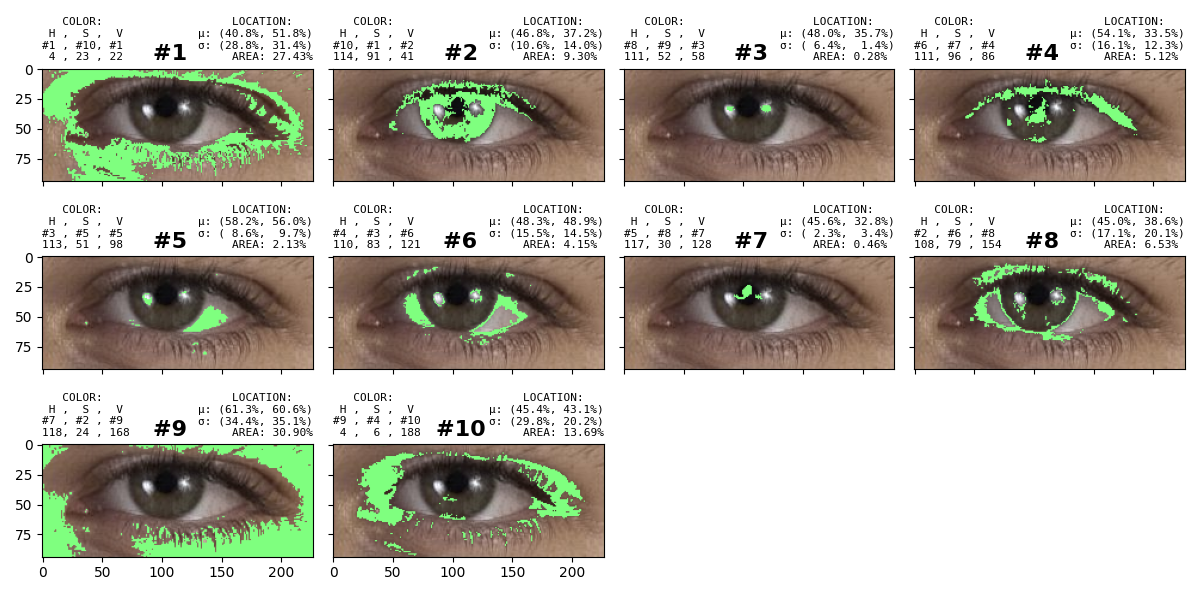 COLOR: LOCATION:
H , S , V μ: (40.8%, 51.8%)
#1 , #10, #1 #1 σ: (28.8%, 31.4%)
4 , 23 , 22 AREA: 27.43%
COLOR: LOCATION:
H , S , V μ: (46.8%, 37.2%)
#10, #1 , #2 #2 σ: (10.6%, 14.0%)
114, 91 , 41 AREA: 9.30%
COLOR: LOCATION:
H , S , V μ: (48.0%, 35.7%)
#8 , #9 , #3 #3 σ: ( 6.4%, 1.4%)
111, 52 , 58 AREA: 0.28%
COLOR: LOCATION:
H , S , V μ: (54.1%, 33.5%)
#6 , #7 , #4 #4 σ: (16.1%, 12.3%)
111, 96 , 86 AREA: 5.12%
0
25
50
75
COLOR: LOCATION:
H , S , V μ: (58.2%, 56.0%)
#3 , #5 , #5 #5 σ: ( 8.6%, 9.7%)
113, 51 , 98 AREA: 2.13%
COLOR: LOCATION:
H , S , V μ: (48.3%, 48.9%)
#4 , #3 , #6 #6 σ: (15.5%, 14.5%)
110, 83 , 121 AREA: 4.15%
COLOR: LOCATION:
H , S , V μ: (45.6%, 32.8%)
#5 , #8 , #7 #7 σ: ( 2.3%, 3.4%)
117, 30 , 128 AREA: 0.46%
COLOR: LOCATION:
H , S , V μ: (45.0%, 38.6%)
#2 , #6 , #8 #8 σ: (17.1%, 20.1%)
108, 79 , 154 AREA: 6.53%
0
25
50
75
COLOR: LOCATION:
H , S , V μ: (61.3%, 60.6%)
#7 , #2 , #9 #9 σ: (34.4%, 35.1%)
118, 24 , 168 AREA: 30.90%
COLOR: LOCATION:
H , S , V μ: (45.4%, 43.1%)
#9 , #4 , #10 #10 σ: (29.8%, 20.2%)
4 , 6 , 188 AREA: 13.69%
0
25
50
75
0 50 100 150 200
0 50 100 150 200